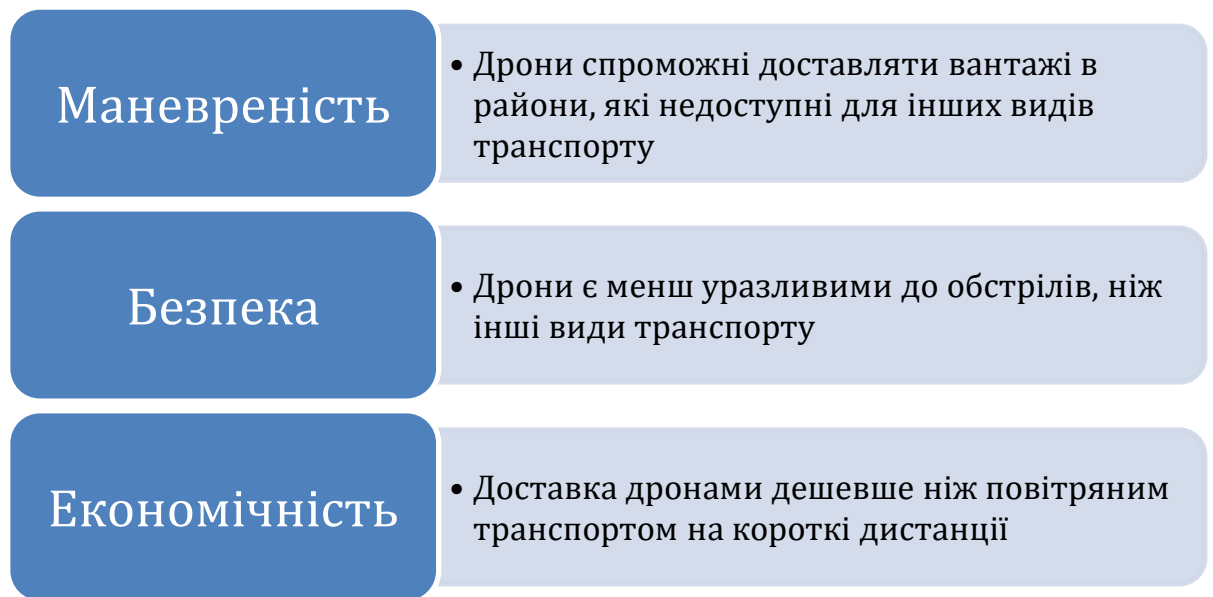 Маневреність
• Дрони спроможні доставляти вантажі в
райони, які недоступні для інших видів
транспорту
Безпека
• Дрони є менш уразливими до обстрілів, ніж
інші види транспорту
Економічність
• Доставка дронами дешевше ніж повітряним
транспортом на короткі дистанції